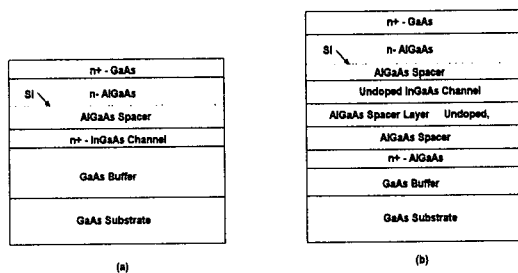 n+ - GaAs
Si
n- AlGaAs
AlGaAs Spacer
n+ - InGaAs Channel
GaAs Buffer
GaAs Substrate
(a)
n+ - GaAs
Si
n- AlGaAs
AlGaAs Spacer
Undoped InGaAs Channel
AlGaAs Spacer Layer Undoped,
AlGaAs Spacer
n+ - AlGaAs
GaAs Buffer
GaAs Substrate
(b)